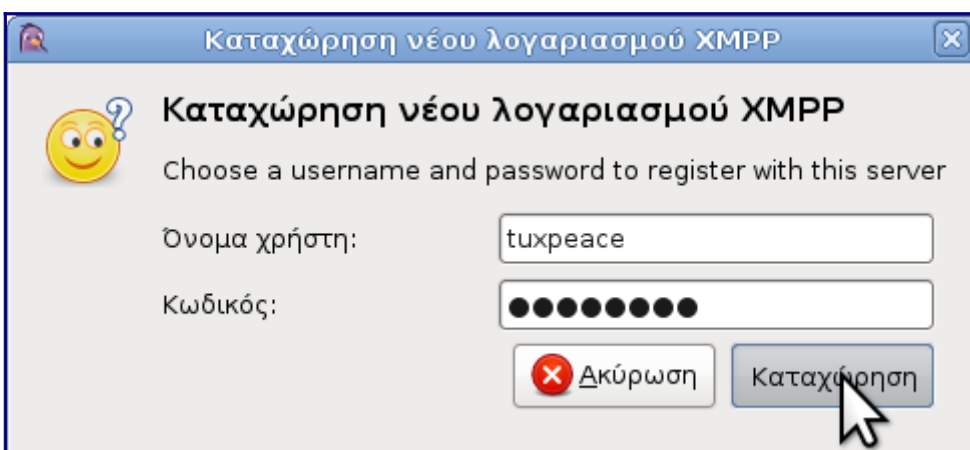 Καταχώρηση νέου λογαριασμού XMPP
Καταχώρηση νέου λογαριασμού XMPP
Choose a username and password to register with this server
Όνομα χρήστη:
tuxpeace
Κωδικός:
●●●●●●●●
Ακύρωση
Καταχώρηση